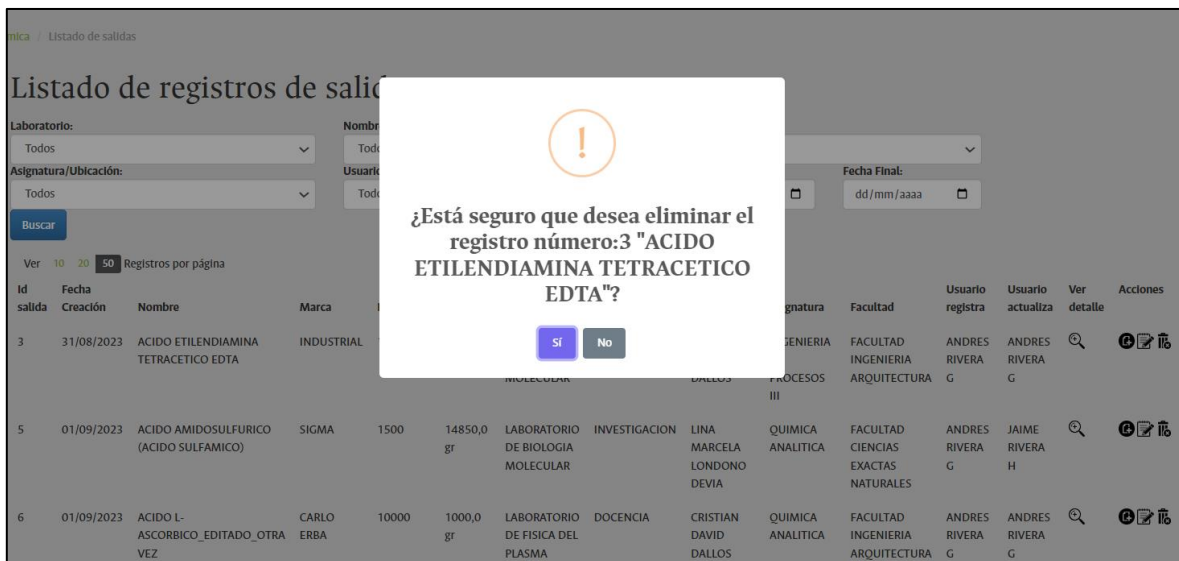 Listado de salidas
Listado de registros de
Laboratorio:
Todos
Asignatura/Ubicación:
Todos
Fecha Final:
dd/mm/aaaa
Buscar
Ver 10 20 50 Registros por página
!
¿Está seguro que desea eliminar el
registro número:3 "ACIDO
ETILENDIAMINA TETRACETICO
EDTA"?
Sí No
Id salida Fecha Creación Nombre Marca Facultad Usuario registra Usuario actualiza Ver detalle Acciones
3 31/08/2023 ACIDO ETILENDIAMINA INDUSTRIAL FACULTAD ANDRES ANDRES
TETRACETICO EDTA INGENIERIA RIVERA RIVERA
MOLECULAR DALLOS PROCESOS ARQUITECTURA G G
III
5 01/09/2023 ACIDO AMIDOSULFURICO SIGMA 1500 14850,0 LABORATORIO INVESTIGACION LINA QUIMICA FACULTAD ANDRES JAIME
(ACIDO SULFAMICO) gr DE BIOLOGIA MARCELA ANALITICA CIENCIAS RIVERA RIVERA
MOLECULAR LONDONO EXACTAS G H
DEVIA NATURALES
6 01/09/2023 ACIDO L- CARLO 10000 1000,0 LABORATORIO DOCENCIA CRISTIAN QUIMICA FACULTAD ANDRES ANDRES
ASCORBICO_EDITADO_OTRA ERBA gr DE FISICA DEL DAVID ANALITICA INGENIERIA RIVERA RIVERA
VEZ PLASMA DALLOS ARQUITECTURA G G